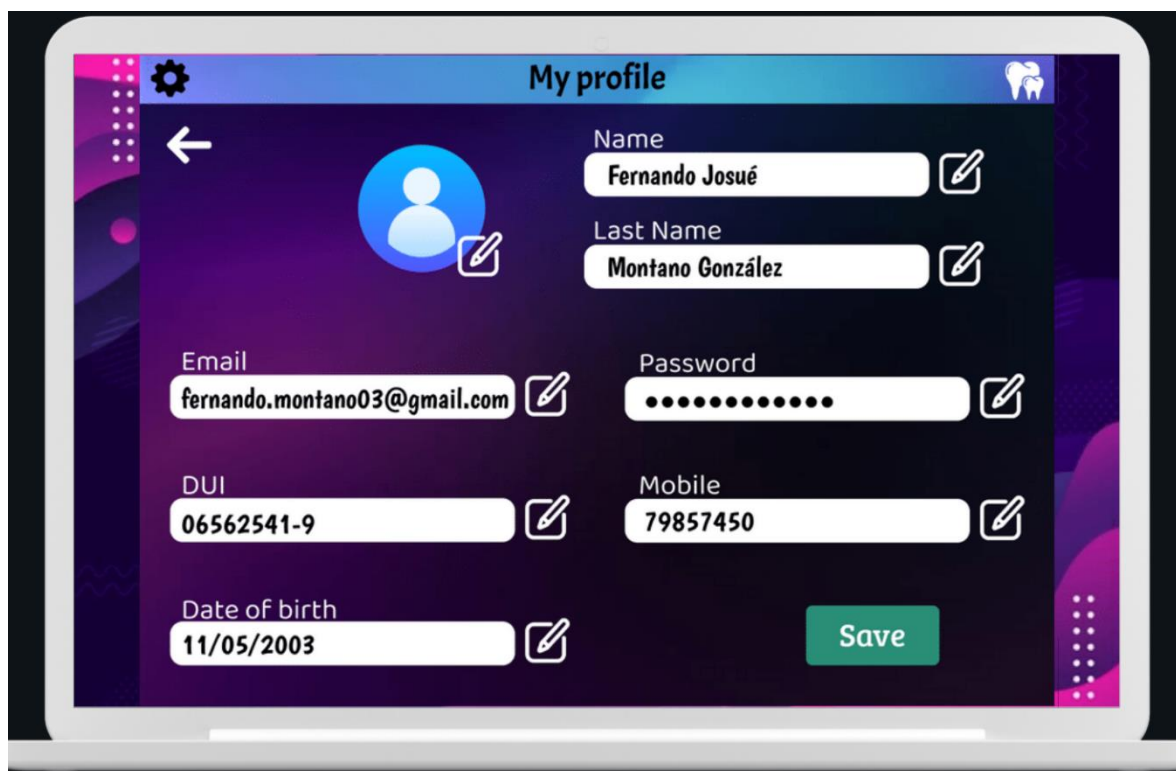 My profile
Name
Fernando Josué
Last Name
Montano González
Email
fernando.montano03@gmail.com
Password
●●●●●●●●●●●●
DUI
06562541-9
Mobile
79857450
Date of birth
11/05/2003
Save